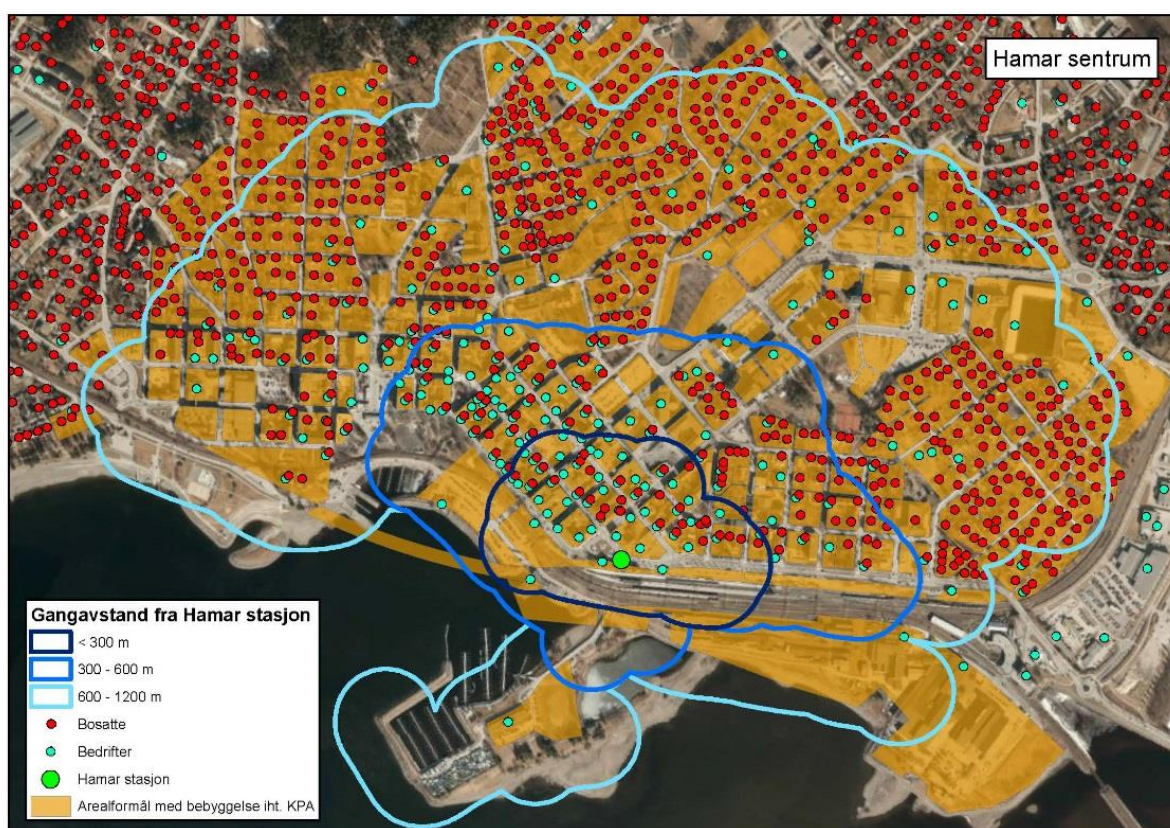 Hamar sentrum
Gangavstand fra Hamar stasjon
< 300 m
300 - 600 m
600 - 1200 m
Bosatte
Bedrifter
Hamar stasjon
Arealformål med bebyggelse iht. KPA